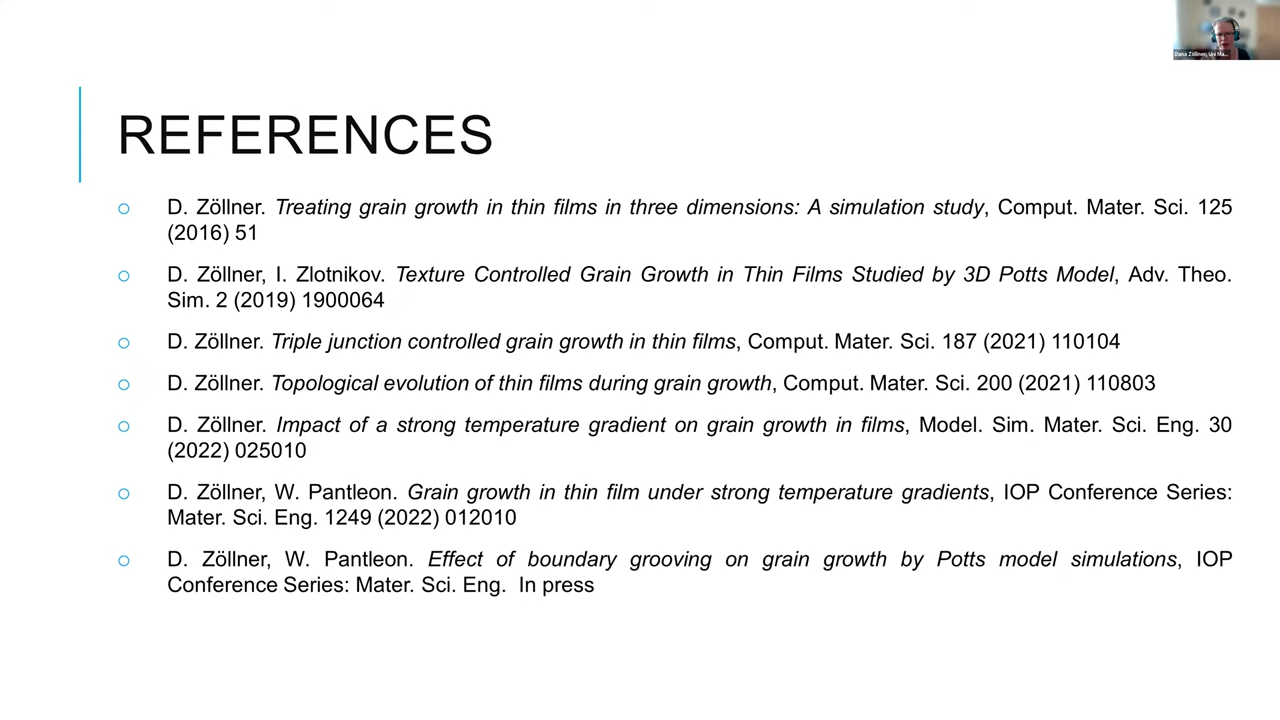 Dana Zöllner, Uni Ma...
REFERENCES
D. Zöllner. Treating grain growth in thin films in three dimensions: A simulation study, Comput. Mater. Sci. 125
(2016) 51
D. Zöllner, I. Zlotnikov. Texture Controlled Grain Growth in Thin Films Studied by 3D Potts Model, Adv. Theo.
Sim. 2 (2019) 1900064
D. Zöllner. Triple junction controlled grain growth in thin films, Comput. Mater. Sci. 187 (2021) 110104
D. Zöllner. Topological evolution of thin films during grain growth, Comput. Mater. Sci. 200 (2021) 110803
D. Zöllner. Impact of a strong temperature gradient on grain growth in films, Model. Sim. Mater. Sci. Eng. 30
(2022) 025010
D. Zöllner, W. Pantleon. Grain growth in thin film under strong temperature gradients, IOP Conference Series:
Mater. Sci. Eng. 1249 (2022) 012010
D. Zöllner, W. Pantleon. Effect of boundary grooving on grain growth by Potts model simulations, IOP
Conference Series: Mater. Sci. Eng.  In press